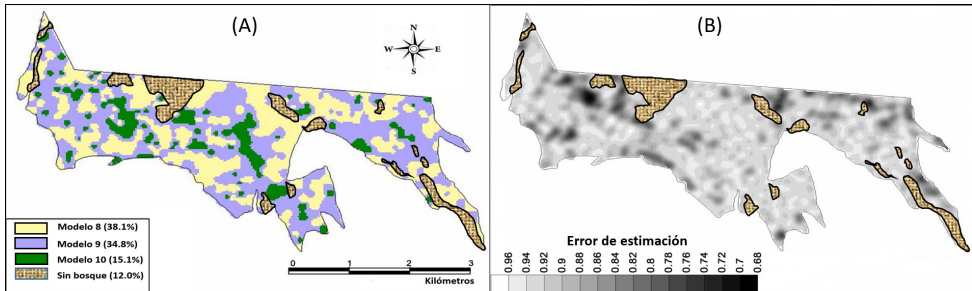 (A)
N
W E
S
Modelo 8 (38.1%)
Modelo 9 (34.8%)
Modelo 10 (15.1%)
Sin bosque (12.0%)
0 1 2 3
Kilómetros
(B)
Error de estimación
0.96 0.94 0.92 0.9 0.88 0.86 0.84 0.82 0.8 0.78 0.76 0.74 0.72 0.7 0.68